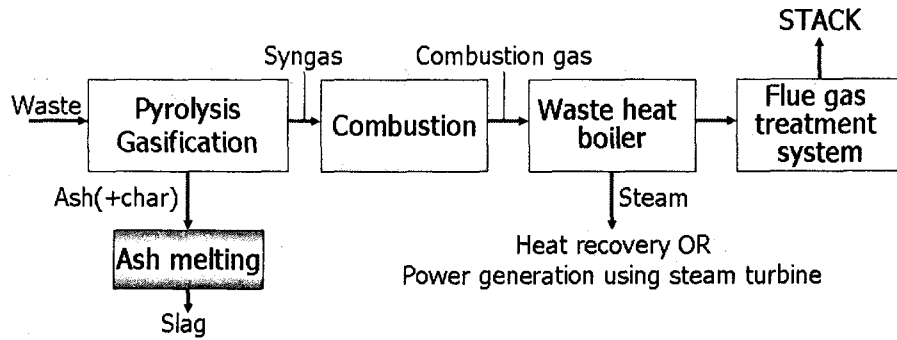 STACK
Syngas
Combustion gas
Waste
Pyrolysis
Gasification
Combustion
Waste heat
boiler
Flue gas
treatment
system
Ash(+char)
Steam
Ash melting
Heat recovery OR
Power generation using steam turbine
Slag